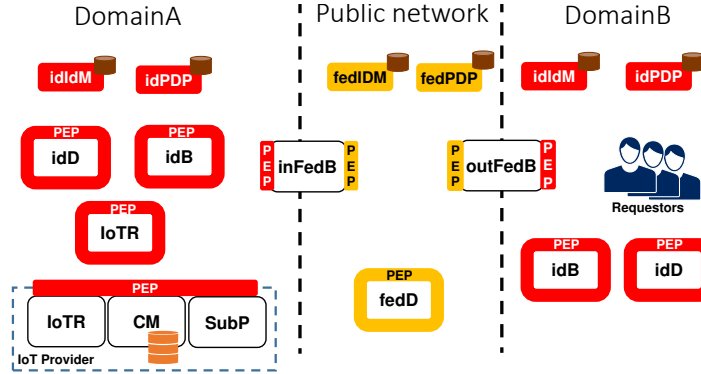 DomainA
Public network
DomainB
idIdM
idPDP
fedIDM
fedPDP
idIdM
idPDP
PEP
idD
PEP
idB
PEP
inFedB
PEP
PEP
outFedB
PEP
Requestors
PEP
IoTR
PEP
idB
PEP
idD
PEP
fedD
PEP
IoTR
CM
SubP
IoT Provider